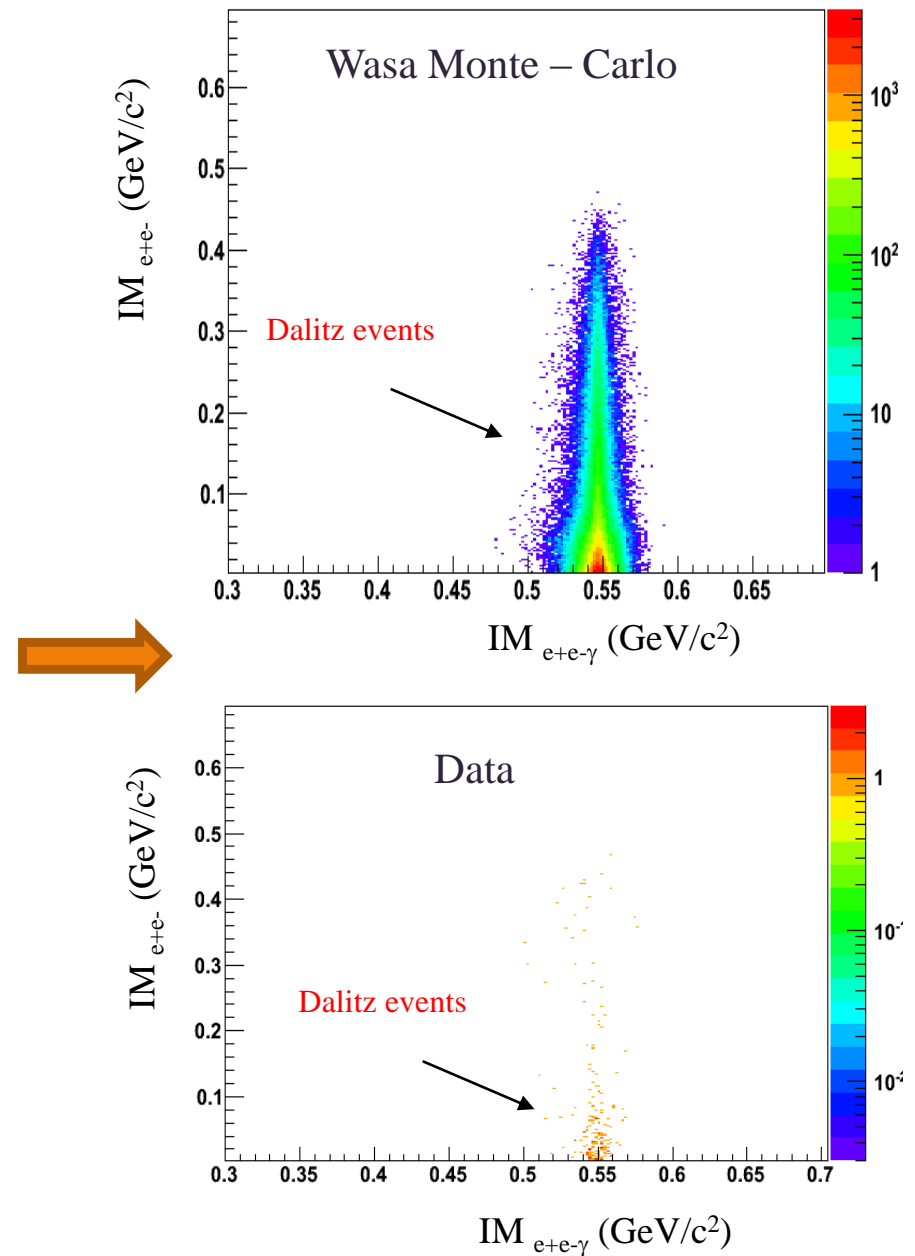 Wasa Monte – Carlo
IM e+e- (GeV/c²)
0.6
0.5
0.4
0.3
0.2
0.1
Dalitz events
10³
10²
10
1
0.3 0.35 0.4 0.45 0.5 0.55 0.6 0.65
IM e+e-γ (GeV/c²)
Data
IM e+e- (GeV/c²)
0.6
0.5
0.4
0.3
0.2
0.1
Dalitz events
1
10⁻¹
10⁻²
0.3 0.35 0.4 0.45 0.5 0.55 0.6 0.65 0.7
IM e+e-γ (GeV/c²)